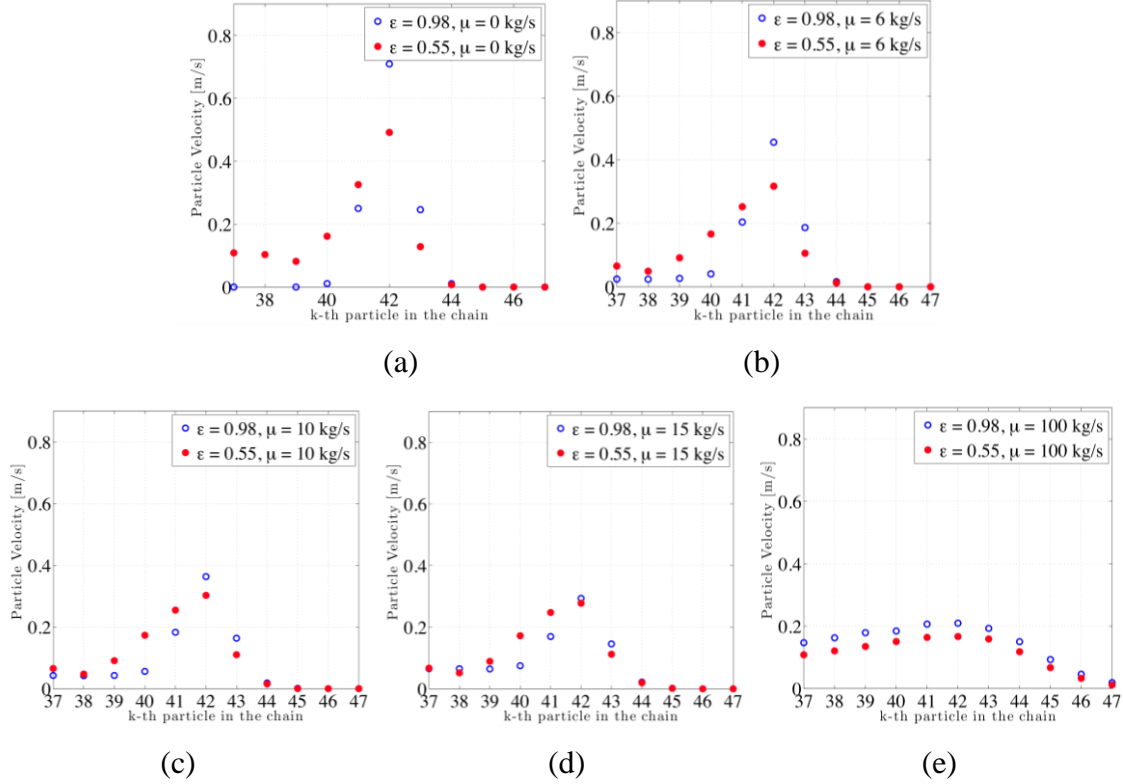 ε = 0.98, μ = 0 kg/s
ε = 0.55, μ = 0 kg/s
Particle Velocity [m/s]
0.8
0.6
0.4
0.2
0
38 40 42 44 46
k-th particle in the chain
(a)
ε = 0.98, μ = 6 kg/s
ε = 0.55, μ = 6 kg/s
Particle Velocity [m/s]
0.8
0.6
0.4
0.2
0
37 38 39 40 41 42 43 44 45 46 47
k-th particle in the chain
(b)
ε = 0.98, μ = 10 kg/s
ε = 0.55, μ = 10 kg/s
Particle Velocity [m/s]
0.8
0.6
0.4
0.2
0
37 38 39 40 41 42 43 44 45 46 47
k-th particle in the chain
(c)
ε = 0.98, μ = 15 kg/s
ε = 0.55, μ = 15 kg/s
Particle Velocity [m/s]
0.8
0.6
0.4
0.2
0
37 38 39 40 41 42 43 44 45 46 47
k-th particle in the chain
(d)
ε = 0.98, μ = 100 kg/s
ε = 0.55, μ = 100 kg/s
Particle Velocity [m/s]
0.8
0.6
0.4
0.2
0
37 38 39 40 41 42 43 44 45 46 47
k-th particle in the chain
(e)